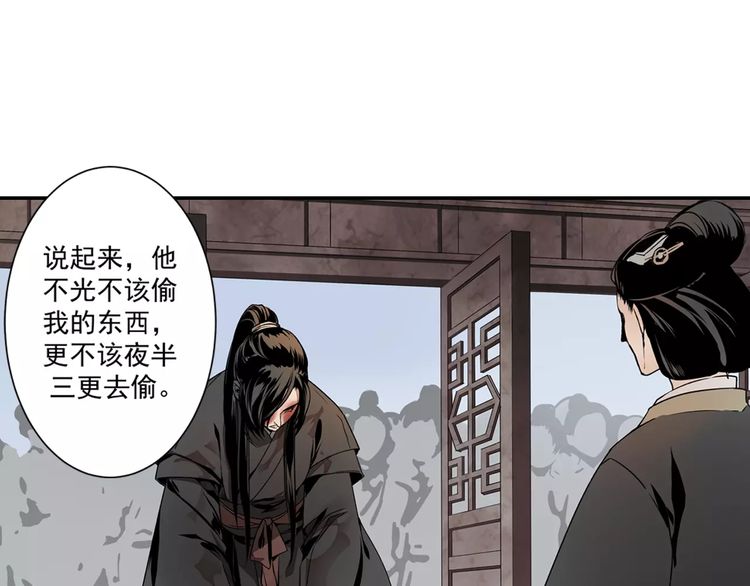 说起来，他
不光不该偷
我的东西，
更不该夜半
三更去偷。